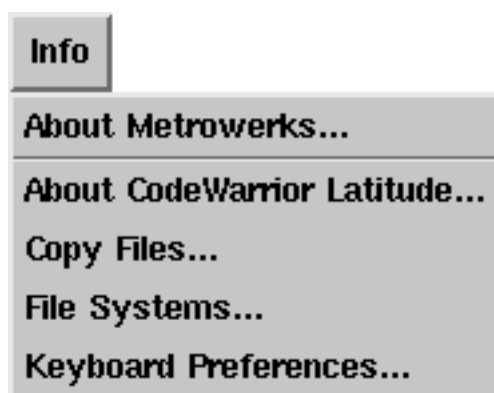 Info
About Metrowerks...
About CodeWarrior Latitude...
Copy Files...
File Systems...
Keyboard Preferences...